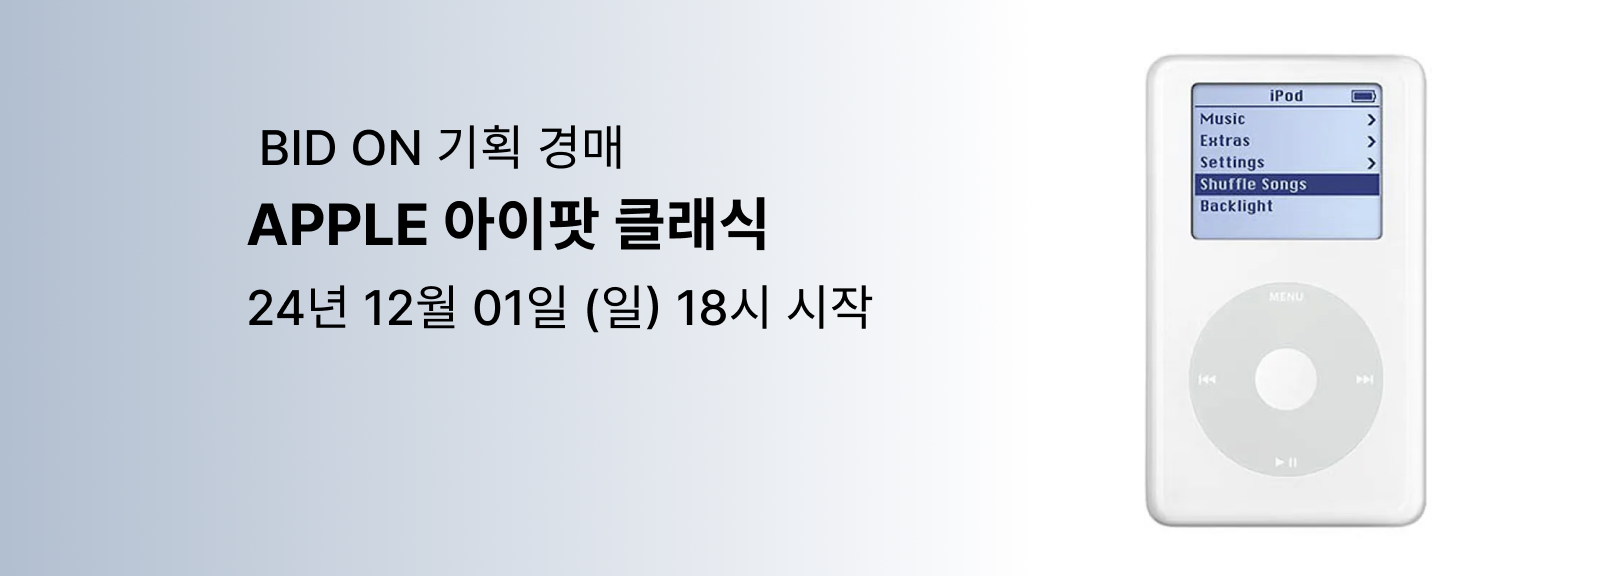 BID ON 기획 경매
APPLE 아이팟 클래식
24년 12월 01일 (일) 18시 시작
iPod
Music
Extras
Settings
Shuffle Songs
Backlight
MENU